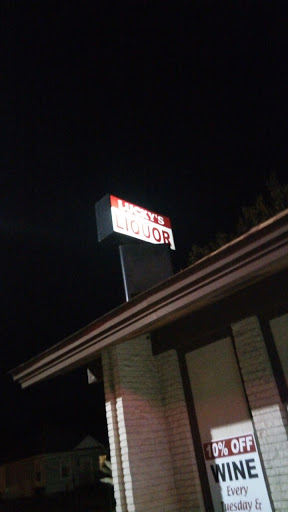 LUCKY'S
LIQUOR
10% OFF
WINE
Every
Tuesday &